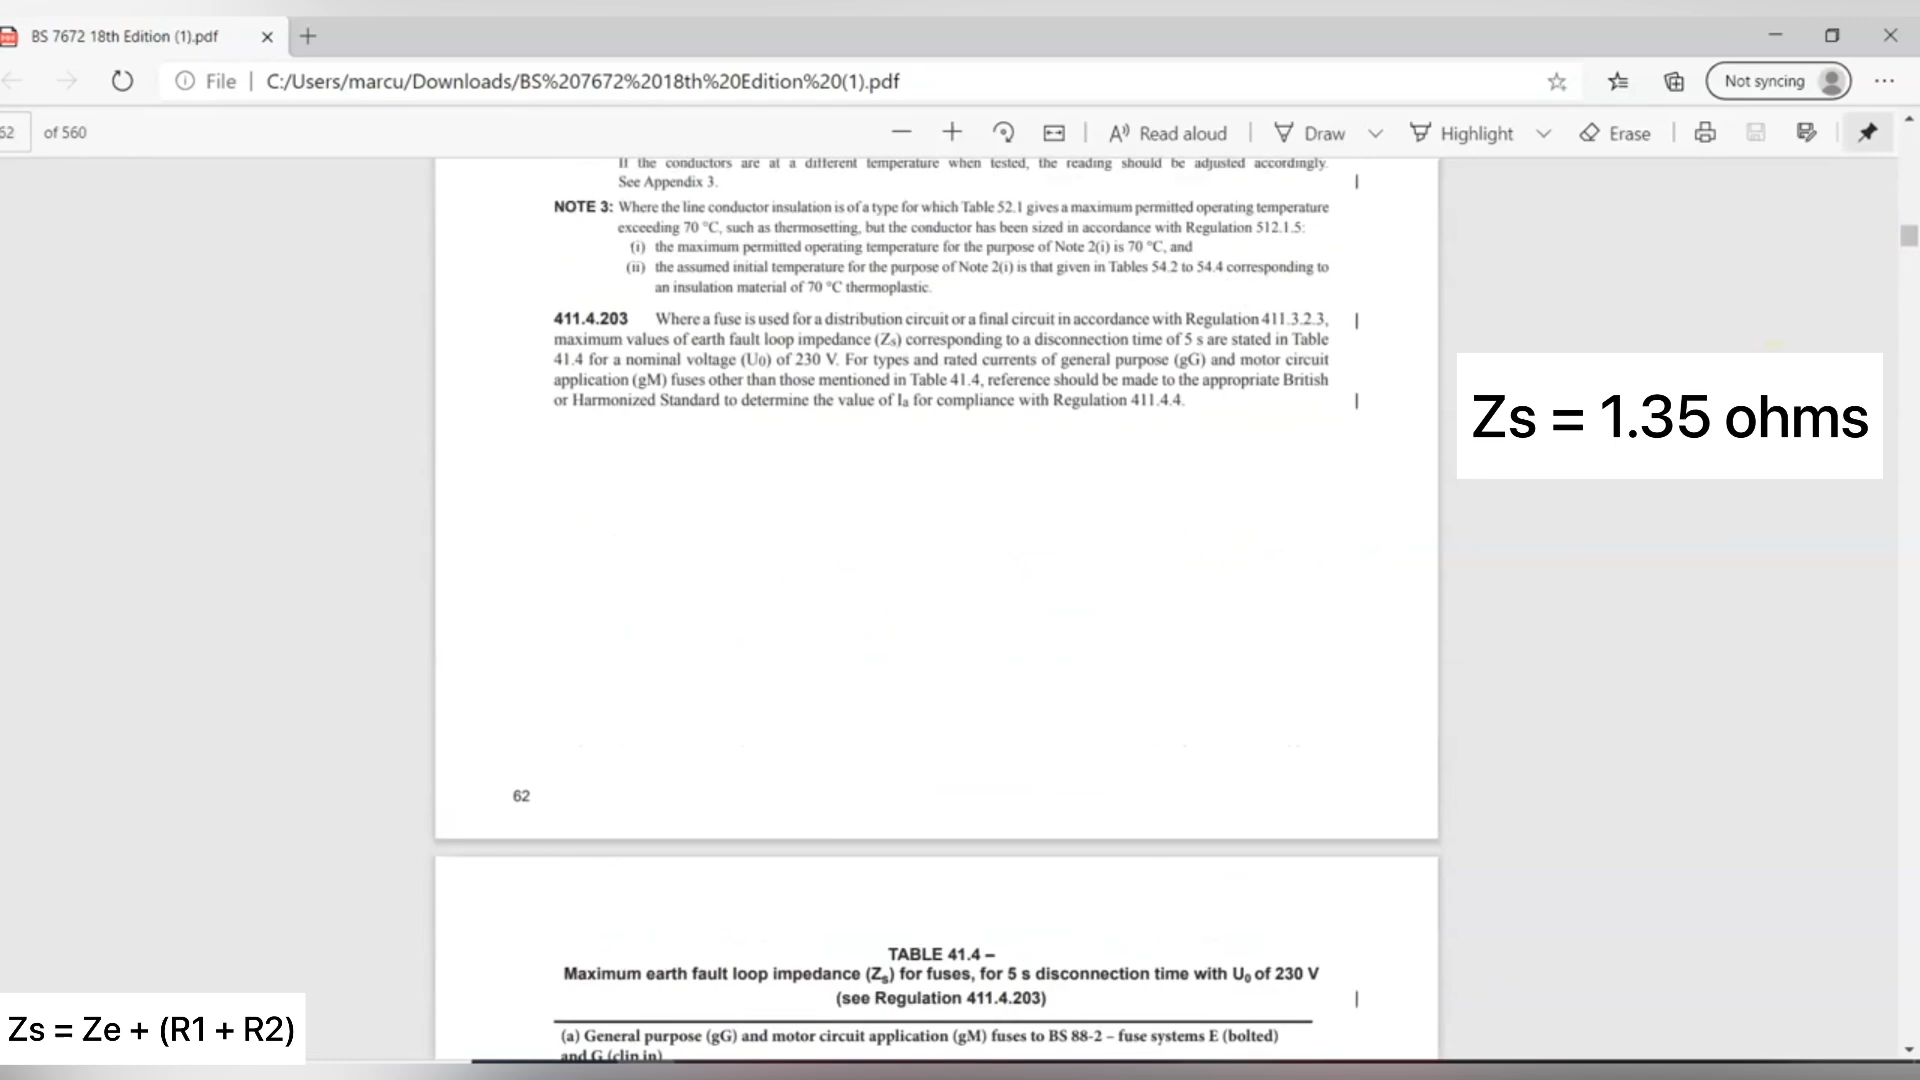 BS 7672 18th Edition (1).pdf
File
C:/Users/marcu/Downloads/BS%207672%2018th%20Edition%20(1).pdf
Not syncing
62 of 560
Read aloud
Draw
Highlight
Erase
If the conductors are at a different temperature when tested, the reading should be adjusted accordingly.
See Appendix 3.
NOTE 3: Where the line conductor insulation is of a type for which Table 52.1 gives a maximum permitted operating temperature
exceeding 70 °C, such as thermosetting, but the conductor has been sized in accordance with Regulation 512.1.5:
(i) the maximum permitted operating temperature for the purpose of Note 2(i) is 70 °C, and
(ii) the assumed initial temperature for the purpose of Note 2(i) is that given in Tables 54.2 to 54.4 corresponding to
an insulation material of 70 °C thermoplastic.
411.4.203 Where a fuse is used for a distribution circuit or a final circuit in accordance with Regulation 411.3.2.3,
maximum values of earth fault loop impedance (Zs) corresponding to a disconnection time of 5 s are stated in Table
41.4 for a nominal voltage (U0) of 230 V. For types and rated currents of general purpose (gG) and motor circuit
application (gM) fuses other than those mentioned in Table 41.4, reference should be made to the appropriate British
or Harmonized Standard to determine the value of Ia for compliance with Regulation 411.4.4.
Zs = 1.35 ohms
62
TABLE 41.4 –
Maximum earth fault loop impedance (Zs) for fuses, for 5 s disconnection time with U0 of 230 V
(see Regulation 411.4.203)
(a) General purpose (gG) and motor circuit application (gM) fuses to BS 88-2 – fuse systems E (bolted)
and G (clip in)
Zs = Ze + (R1 + R2)